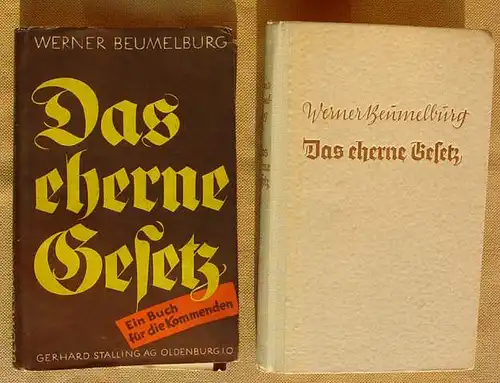 WERNER BEUMELBURG
Das
eherne
Gesetz
Ein Buch
für die Kommenden
GERHARD STALLING AG OLDENBURG I.O
Werner Beumelburg
Das eherne Gesetz